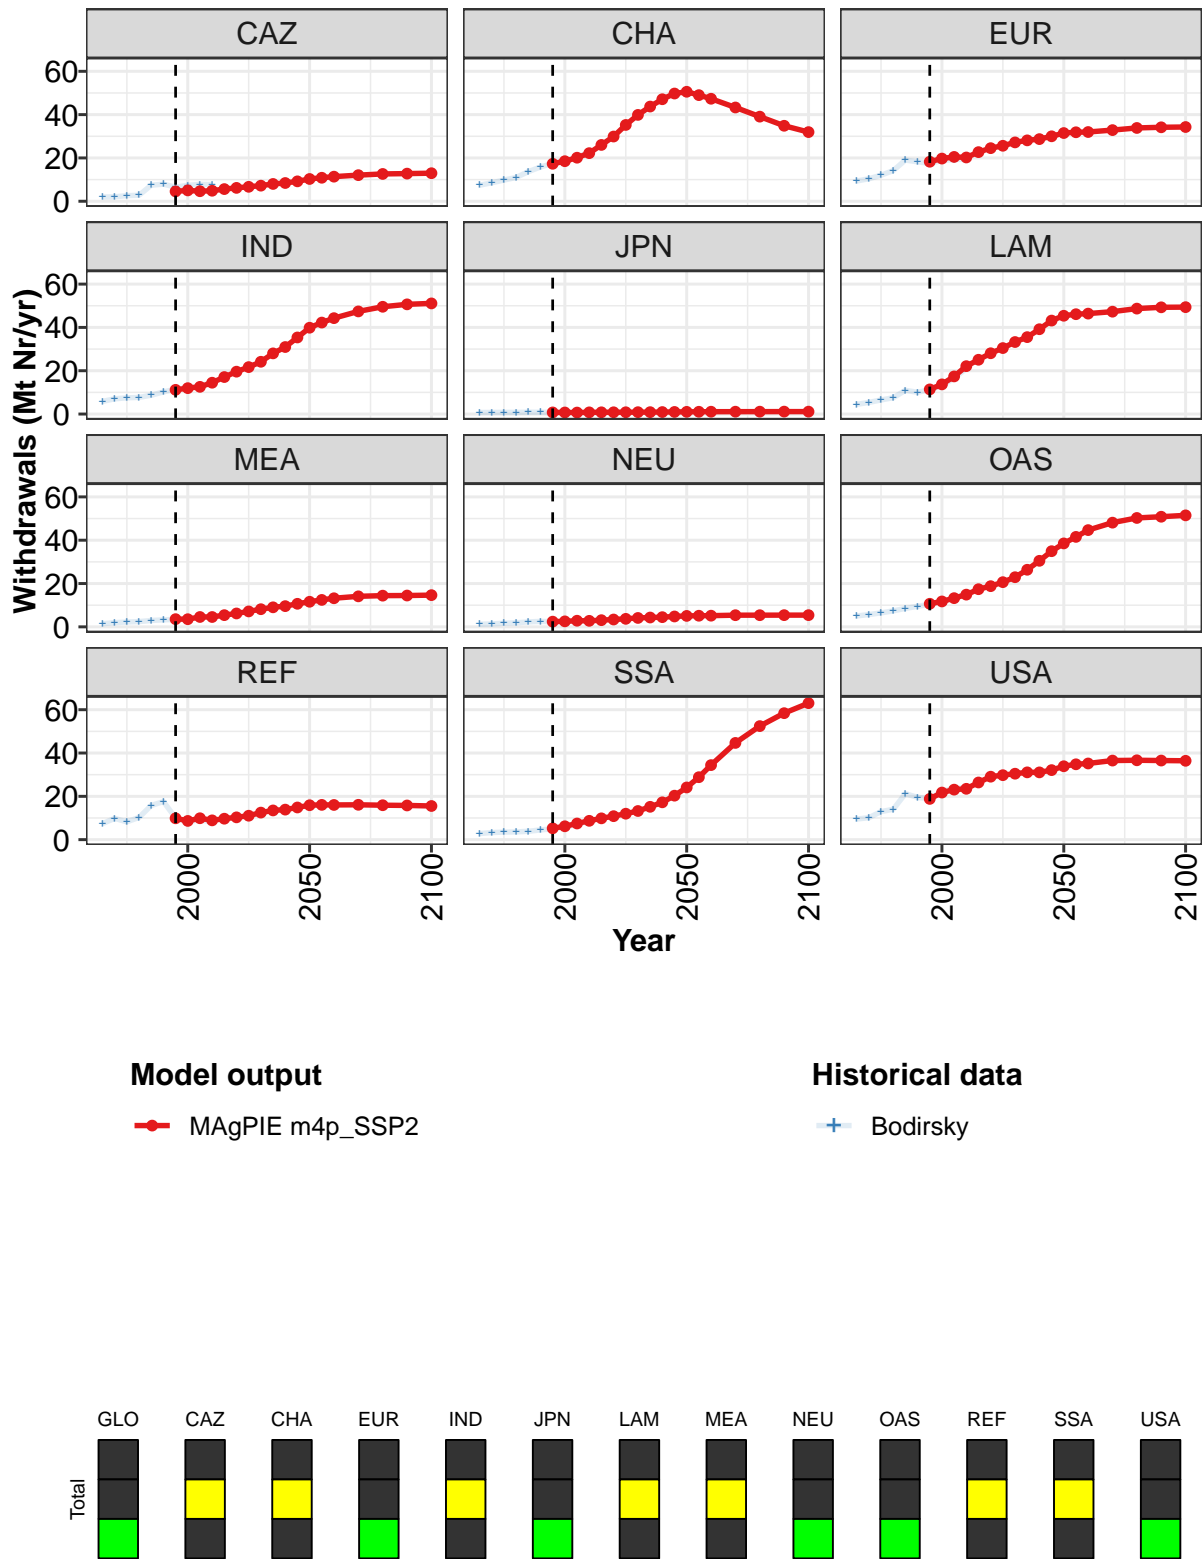 CAZ CHA EUR
60
40
20
0
IND JPN LAM
60
40
20
0
MEA NEU OAS
60
40
20
0
REF SSA USA
60
40
20
0
Withdrawals (Mt Nr/yr)
2000 2050 2100 2000 2050 2100 2000 2050 2100
Year
Model output Historical data
MAgPIE m4p_SSP2 Bodirsky
GLO CAZ CHA EUR IND JPN LAM MEA NEU OAS REF SSA USA
Total